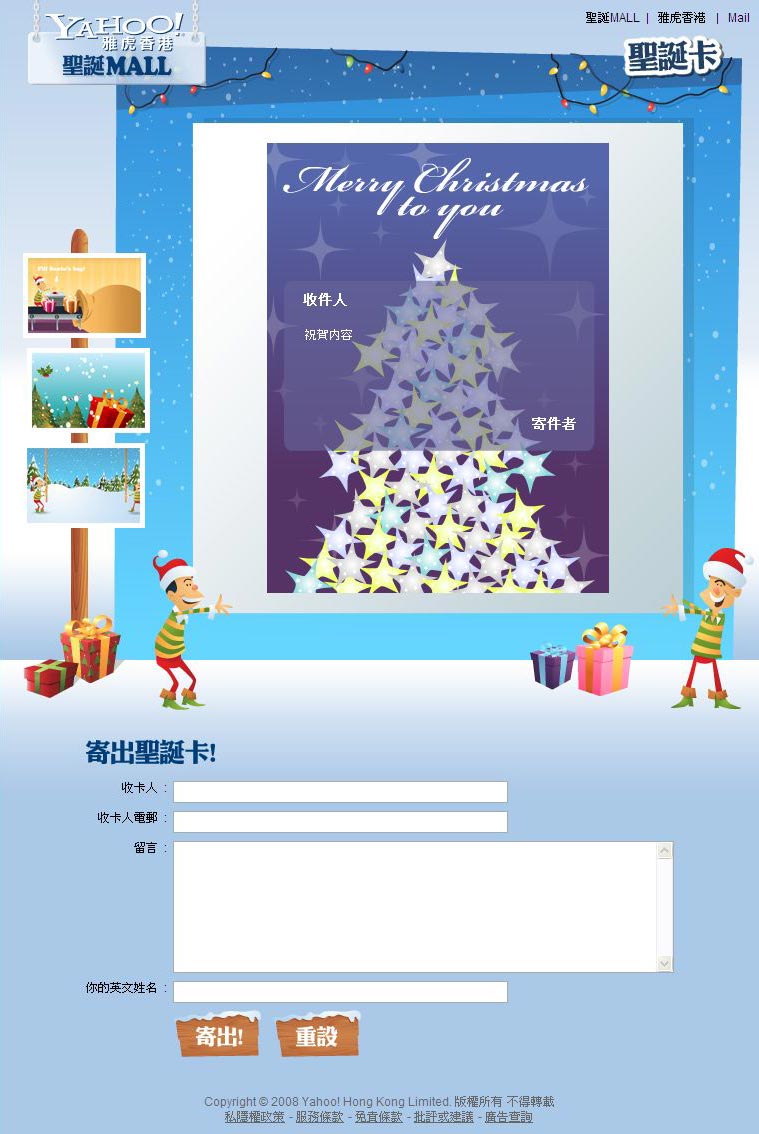 聖誕MALL | 雅虎香港 | Mail
YAHOO!
雅虎香港
聖誕MALL
聖誕卡
Merry Christmas
to you
收件人
祝賀內容
寄件者
Fill Santa's bag!
寄出聖誕卡!
收卡人 :
收卡人電郵 :
留言 :
你的英文姓名 :
寄出! 重設
Copyright © 2008 Yahoo! Hong Kong Limited. 版權所有 不得轉載
私隱權政策 - 服務條款 - 免責條款 - 批評或建議 - 廣告查詢